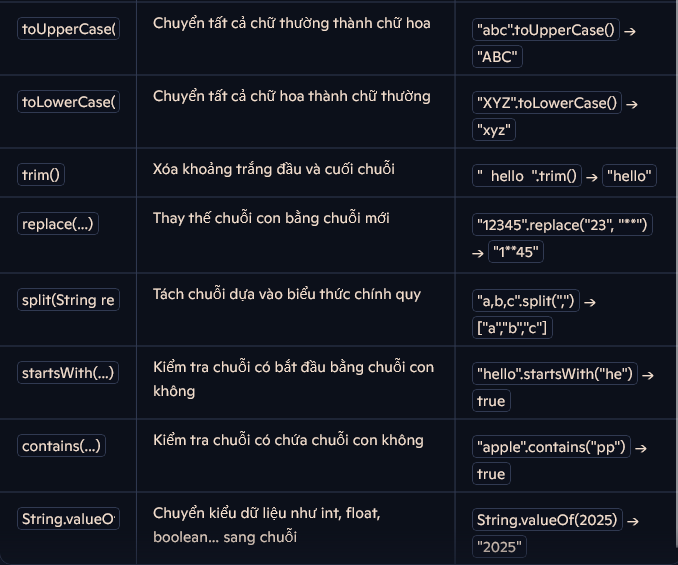 toUpperCase(
Chuyển tất cả chữ thường thành chữ hoa
"abc".toUpperCase() →
"ABC"
toLowerCase(
Chuyển tất cả chữ hoa thành chữ thường
"XYZ".toLowerCase() →
"xyz"
trim()
Xóa khoảng trắng đầu và cuối chuỗi
"  hello  ".trim() → "hello"
replace(...)
Thay thế chuỗi con bằng chuỗi mới
"12345".replace("23", "**")
→ "1**45"
split(String re
Tách chuỗi dựa vào biểu thức chính quy
"a,b,c".split(",") →
["a","b","c"]
startsWith(...)
Kiểm tra chuỗi có bắt đầu bằng chuỗi con
không
"hello".startsWith("he") →
true
contains(...)
Kiểm tra chuỗi có chứa chuỗi con không
"apple".contains("pp") →
true
String.valueO
Chuyển kiểu dữ liệu như int, float,
boolean... sang chuỗi
String.valueOf(2025) →
"2025"